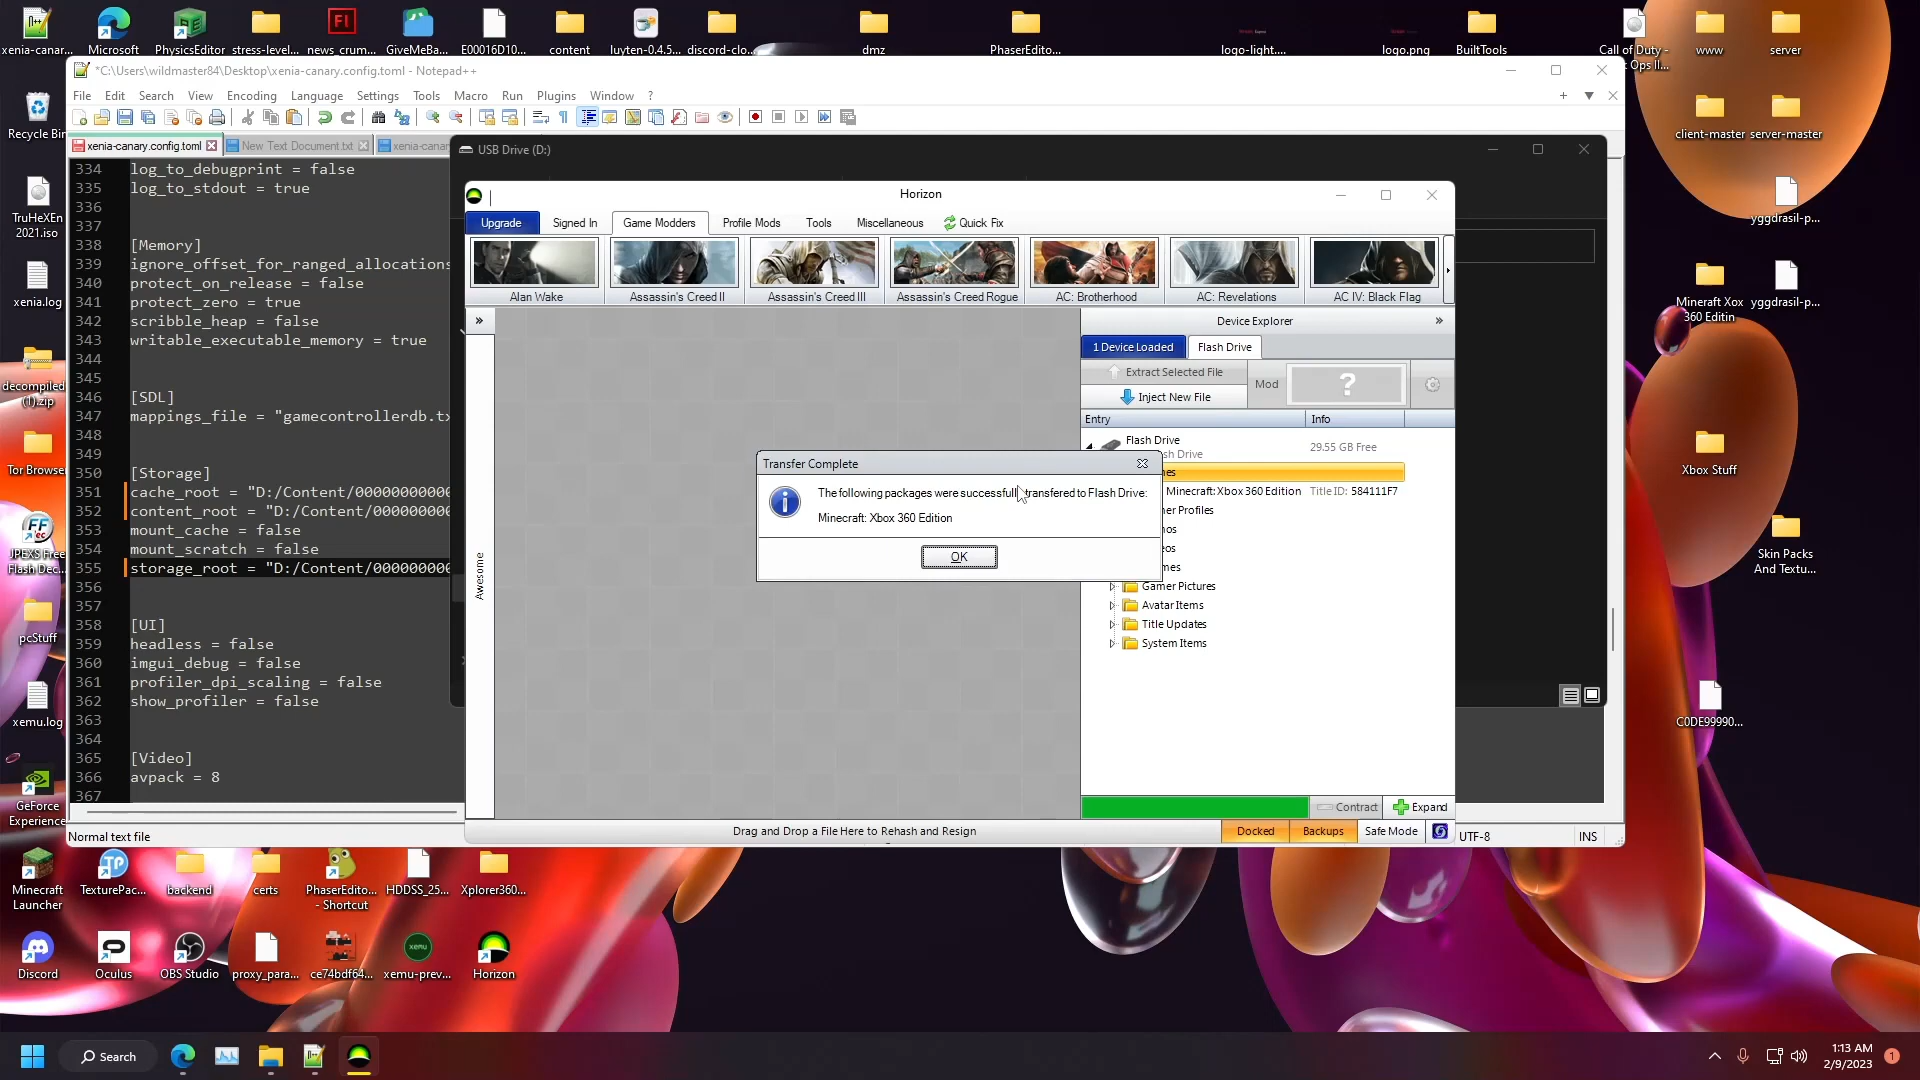 xenia-canar...
Microsoft
PhysicsEditor
stress-level...
news_crum...
GiveMeBa...
E00016D10...
content
luyten-0.4.5...
discord-clo...
dmz
PhaserEdito...
logo-light....
logo.png
BuiltTools
Call of Duty -
Ops II...
www
server
*C:\Users\wildmaster84\Desktop\xenia-canary.config.toml - Notepad++
File Edit Search View Encoding Language Settings Tools Macro Run Plugins Window ?
xenia-canary.config.toml
New Text Document.txt
xenia-canar
334 log_to_debugprint = false
335 log_to_stdout = true
336
337
338 [Memory]
339 ignore_offset_for_ranged_allocations
340 protect_on_release = false
341 protect_zero = true
342 scribble_heap = false
343 writable_executable_memory = true
344
345
346 [SDL]
347 mappings_file = "gamecontrollerdb.tx
348
349
350 [Storage]
351 cache_root = "D:/Content/00000000000
352 content_root = "D:/Content/000000000
353 mount_cache = false
354 mount_scratch = false
355 storage_root = "D:/Content/000000000
356
357
358 [UI]
359 headless = false
360 imgui_debug = false
361 profiler_dpi_scaling = false
362 show_profiler = false
363
364
365 [Video]
366 avpack = 8
367
Normal text file
UTF-8
INS
USB Drive (D:)
Horizon
Upgrade
Signed In
Game Modders
Profile Mods
Tools
Miscellaneous
Quick Fix
Alan Wake
Assassin's Creed II
Assassin's Creed III
Assassin's Creed Rogue
AC: Brotherhood
AC: Revelations
AC IV: Black Flag
»
Awesome
Device Explorer
»
1 Device Loaded
Flash Drive
Extract Selected File
Inject New File
Mod
?
Entry
Info
Flash Drive
29.55 GB Free
sh Drive
mes
Minecraft: Xbox 360 Edition
Title ID: 584111F7
ner Profiles
nos
eos
mes
Gamer Pictures
Avatar Items
Title Updates
System Items
Contract
Expand
Drag and Drop a File Here to Rehash and Resign
Docked
Backups
Safe Mode
Transfer Complete
The following packages were successfull transfered to Flash Drive:
Minecraft: Xbox 360 Edition
OK
Recycle Bin
TruHeXEn
2021.iso
xenia.log
decompiled
(1).zip
Tor Browser
JPEXS Free
Flash Dec...
pcStuff
xemu.log
GeForce
Experience
client-master
server-master
yggdrasil-p...
Mineraft Xox
360 Editin
yggdrasil-p...
Xbox Stuff
Skin Packs
And Textu...
C0DE99990...
Minecraft
Launcher
TexturePac...
backend
certs
PhaserEdito...
- Shortcut
HDDSS_25...
Xplorer360...
Discord
Oculus
OBS Studio
proxy_para...
ce74bdf64...
xemu-prev...
Horizon
Search
1:13 AM
2/9/2023
1